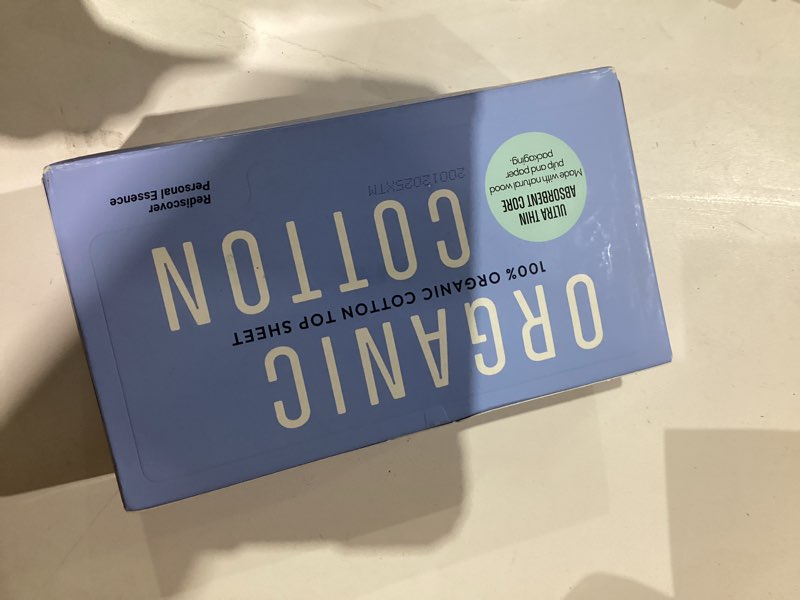 ORGANIC
100% ORGANIC COTTON TOP SHEET
COTTON
ULTRA THIN
ABSORBENT CORE
Made with natural wood
pulp and paper
packaging.
20012025XTM
Rediscover
Personal Essence